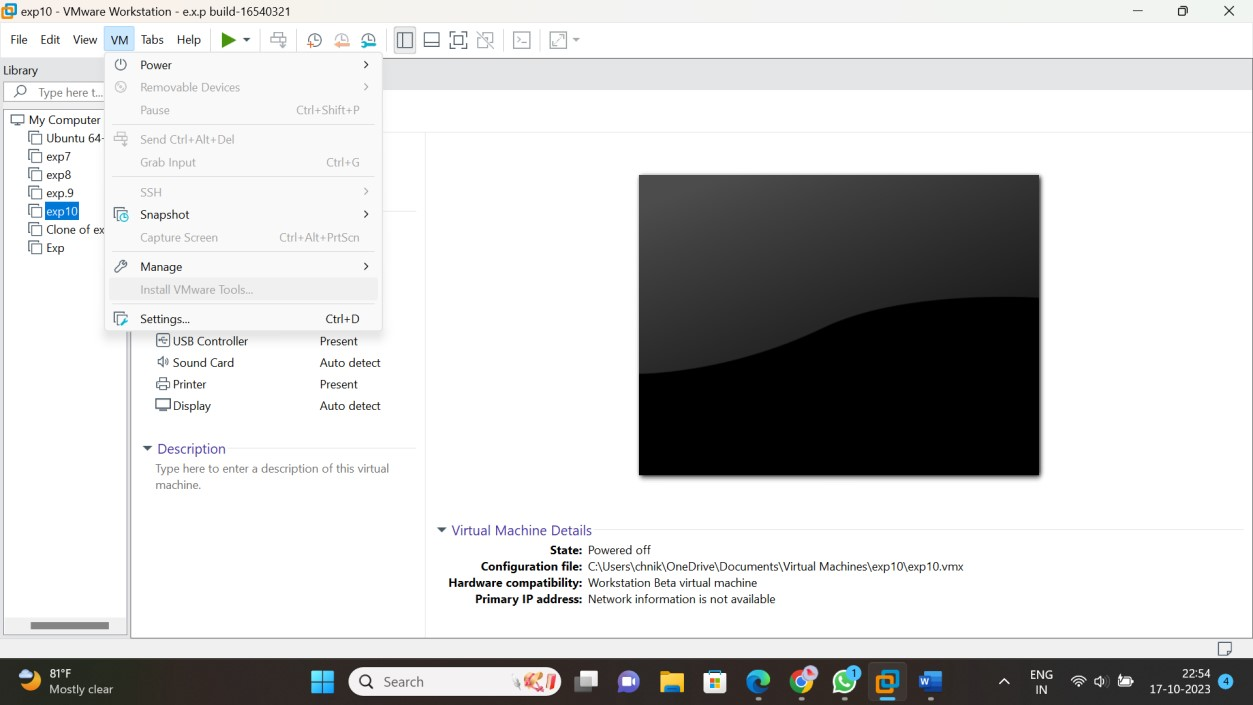 exp10 - VMware Workstation - e.x.p build-16540321
File Edit View VM Tabs Help
Library
Type here t...
My Computer
Ubuntu 64-
exp7
exp8
exp.9
exp10
Clone of ex
Exp
Power
Removable Devices
Pause Ctrl+Shift+P
Send Ctrl+Alt+Del
Grab Input Ctrl+G
SSH
Snapshot
Capture Screen Ctrl+Alt+PrtScn
Manage
Install VMware Tools...
Settings... Ctrl+D
USB Controller Present
Sound Card Auto detect
Printer Present
Display Auto detect
Description
Type here to enter a description of this virtual
machine.
Virtual Machine Details
State: Powered off
Configuration file: C:\Users\chnik\OneDrive\Documents\Virtual Machines\exp10\exp10.vmx
Hardware compatibility: Workstation Beta virtual machine
Primary IP address: Network information is not available
81°F
Mostly clear
Search
1
W
ENG
IN
22:54
17-10-2023
4